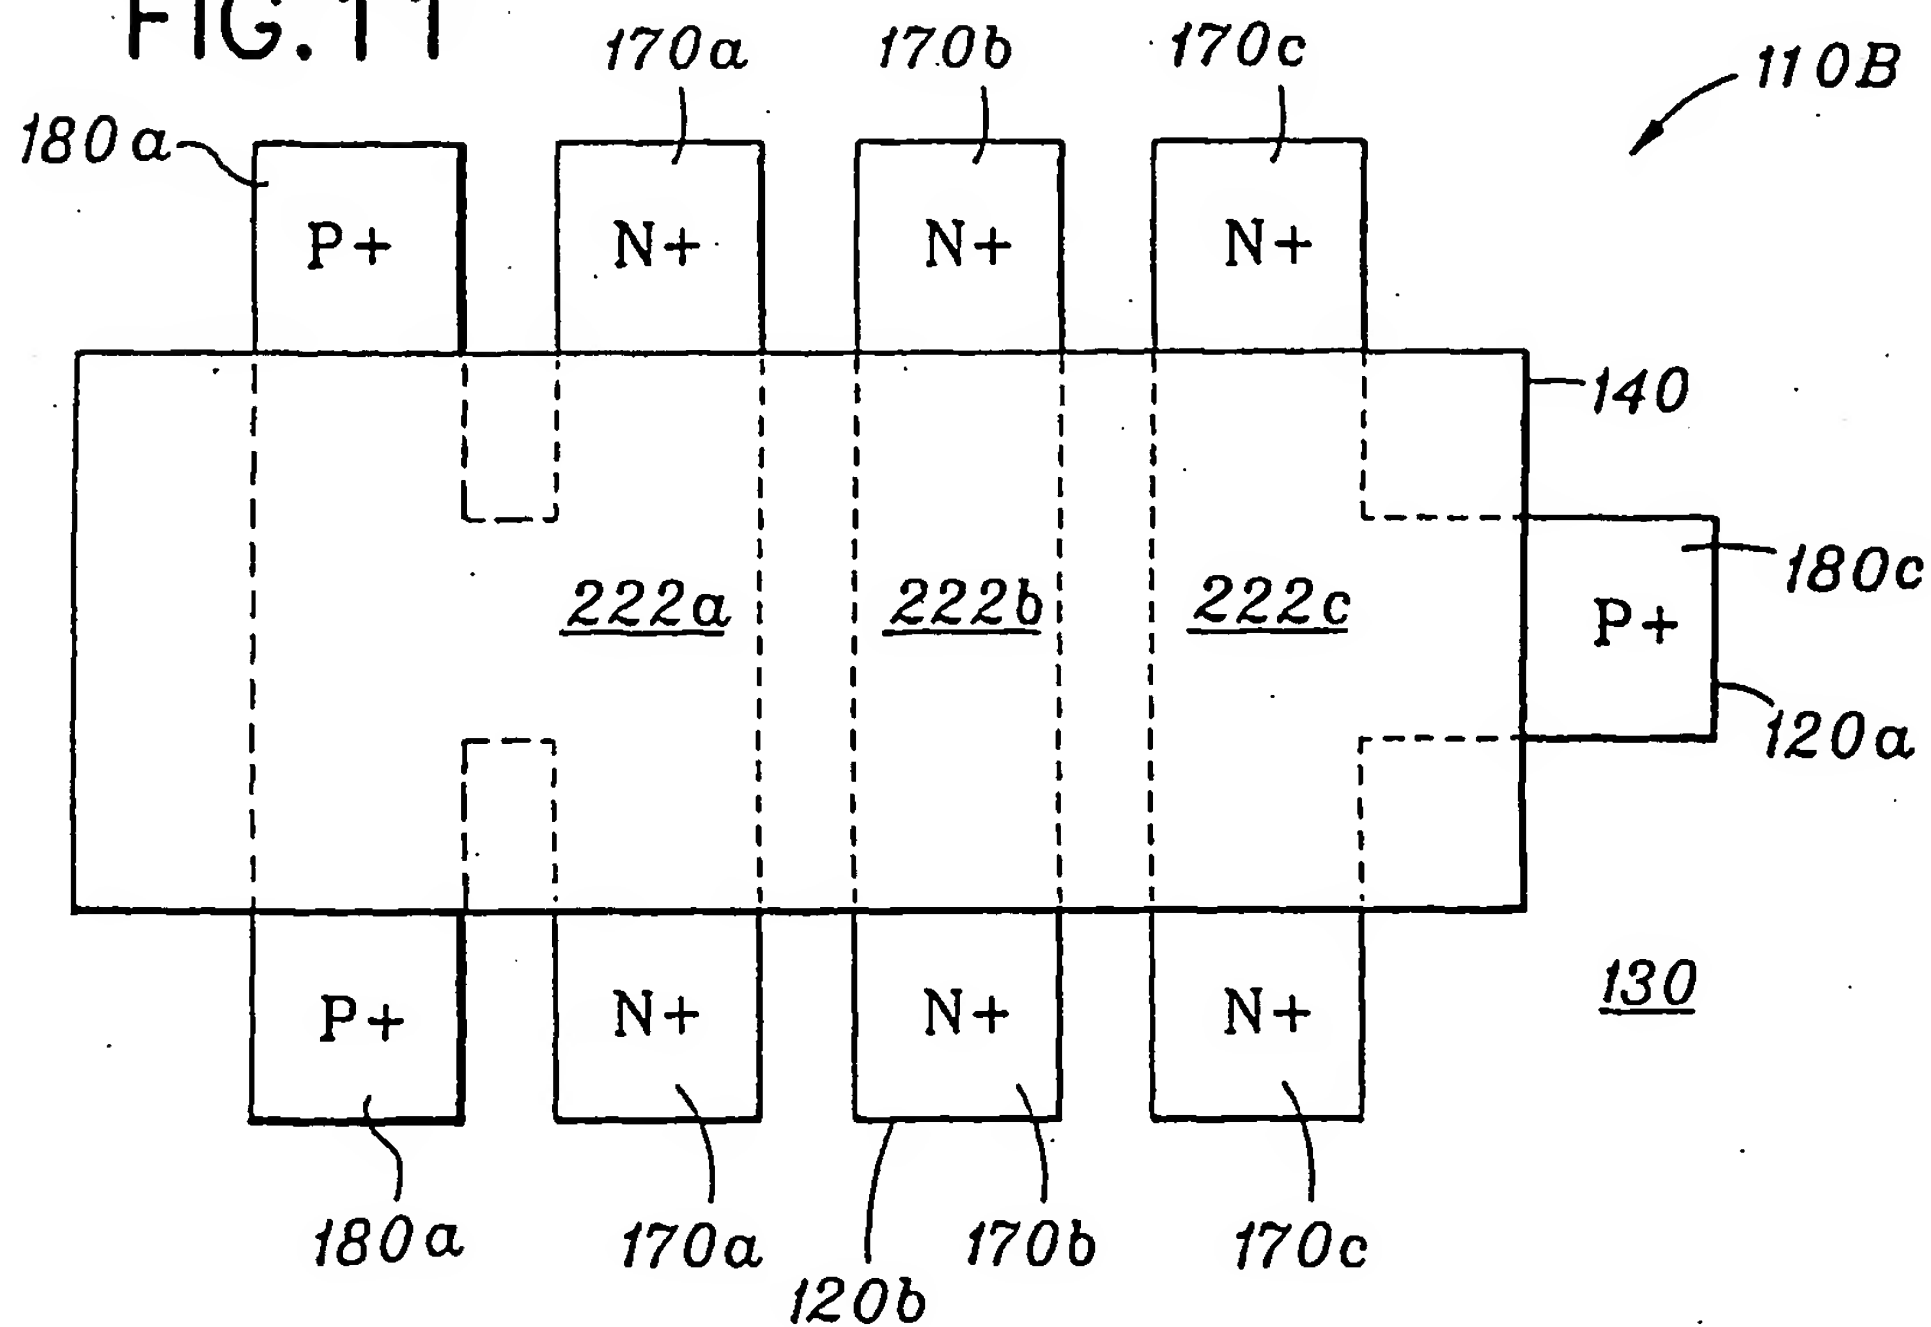 FIG. 11
170a 170b 170c
110B
180a
P+ N+ N+ N+
140
222a 222b 222c
180c
P+
120a
130
P+ N+ N+ N+
180a 170a 170b 170c
120b